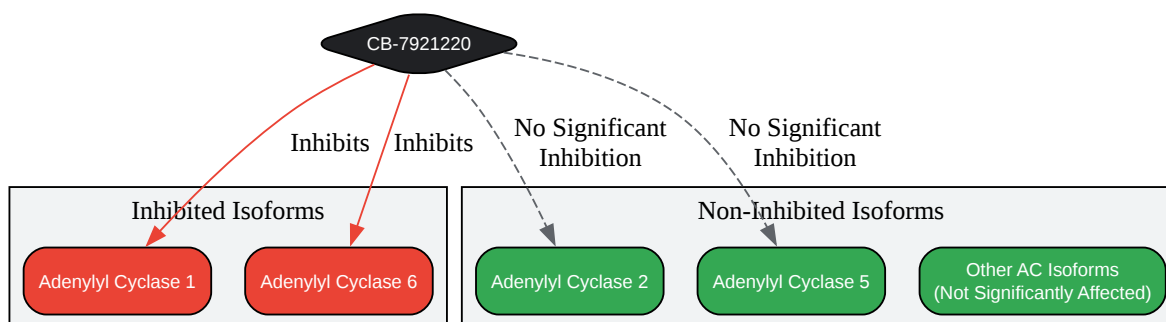 CB-7921220
Inhibits
Inhibits
No Significant
Inhibition
No Significant
Inhibition
Inhibited Isoforms
Non-Inhibited Isoforms
Adenylyl Cyclase 1
Adenylyl Cyclase 6
Adenylyl Cyclase 2
Adenylyl Cyclase 5
Other AC Isoforms
(Not Significantly Affected)